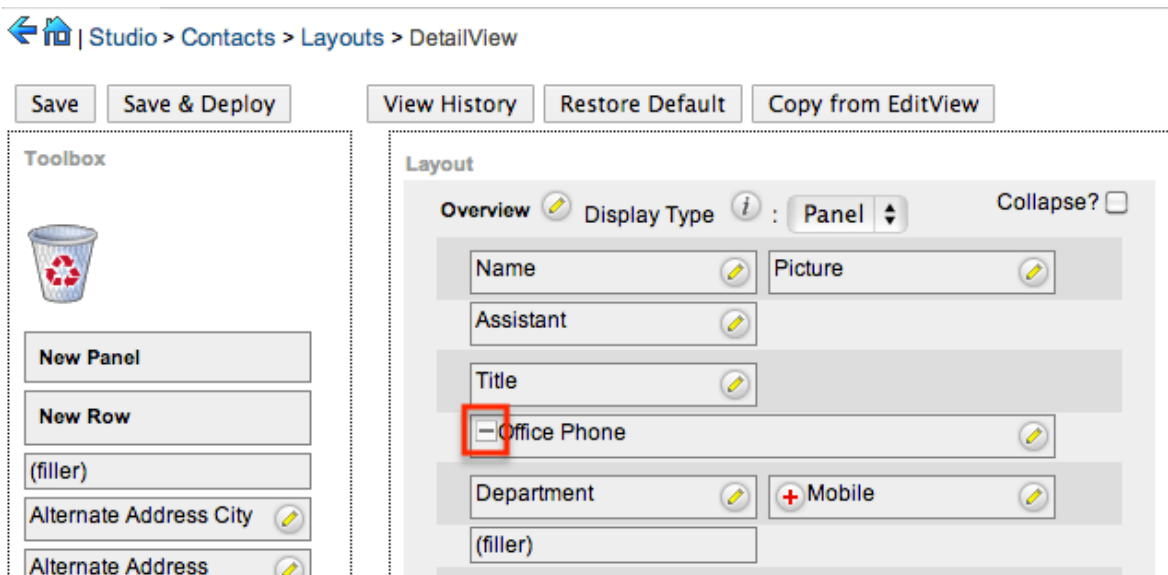 | Studio > Contacts > Layouts > DetailView
Save Save & Deploy View History Restore Default Copy from EditView
Toolbox
New Panel
New Row
(filler)
Alternate Address City
Alternate Address
Layout
Overview Display Type i : Panel Collapse?
Name Picture
Assistant
Title
Office Phone
Department Mobile
(filler)